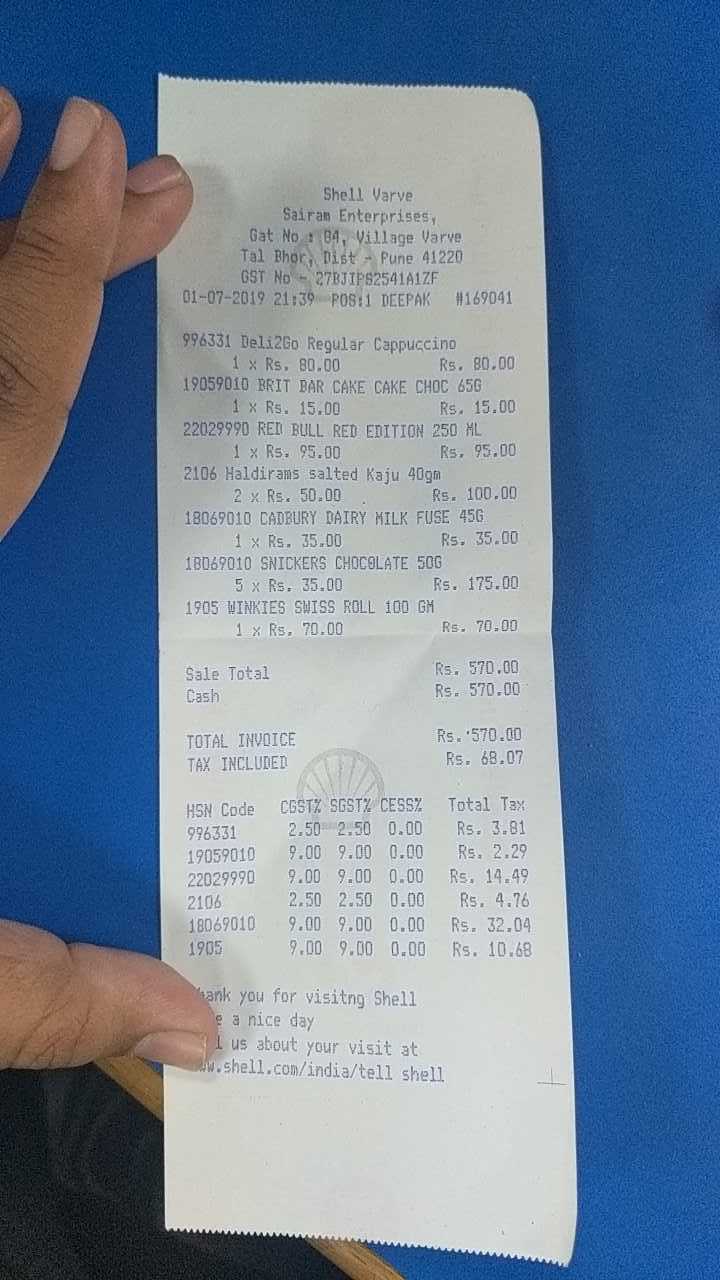 Shell Varve
Sairam Enterprises,
Gat No : 84, Village Varve
Tal Bhor, Dist - Pune 41220
GST No - 27BJIPS2541A1ZF
01-07-2019 21:39 POS:1 DEEPAK #169041
996331 Deli2Go Regular Cappuccino
1 x Rs. 80.00 Rs. 80.00
19059010 BRIT BAR CAKE CAKE CHOC 65G
1 x Rs. 15.00 Rs. 15.00
22029990 RED BULL RED EDITION 250 ML
1 x Rs. 95.00 Rs. 95.00
2106 Haldirams salted Kaju 40gm
2 x Rs. 50.00 Rs. 100.00
18069010 CADBURY DAIRY MILK FUSE 45G
1 x Rs. 35.00 Rs. 35.00
18069010 SNICKERS CHOCOLATE 50G
5 x Rs. 35.00 Rs. 175.00
1905 WINKIES SWISS ROLL 100 GM
1 x Rs. 70.00 Rs. 70.00
Sale Total Rs. 570.00
Cash Rs. 570.00
TOTAL INVOICE Rs. 570.00
TAX INCLUDED Rs. 68.07
HSN Code CGST% SGST% CESS% Total Tax
996331 2.50 2.50 0.00 Rs. 3.81
19059010 9.00 9.00 0.00 Rs. 2.29
22029990 9.00 9.00 0.00 Rs. 14.49
2106 2.50 2.50 0.00 Rs. 4.76
18069010 9.00 9.00 0.00 Rs. 32.04
1905 9.00 9.00 0.00 Rs. 10.68
hank you for visitng Shell
e a nice day
l us about your visit at
w.shell.com/india/tell shell